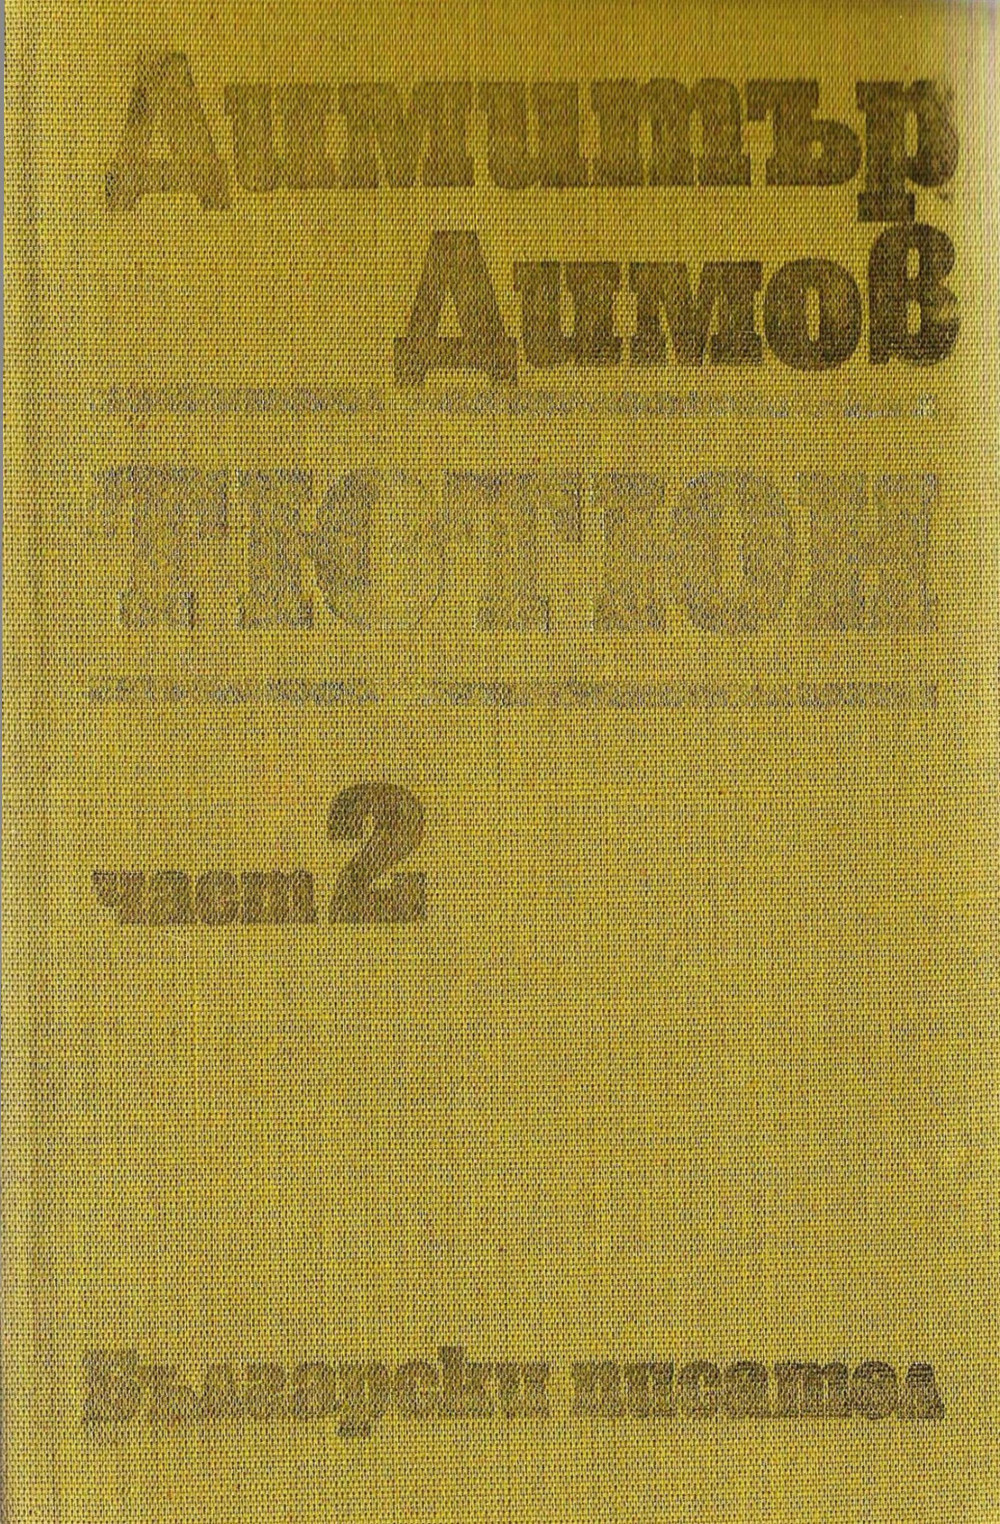 Димитър
Димов
ТЮТЮН
част 2
Български писател